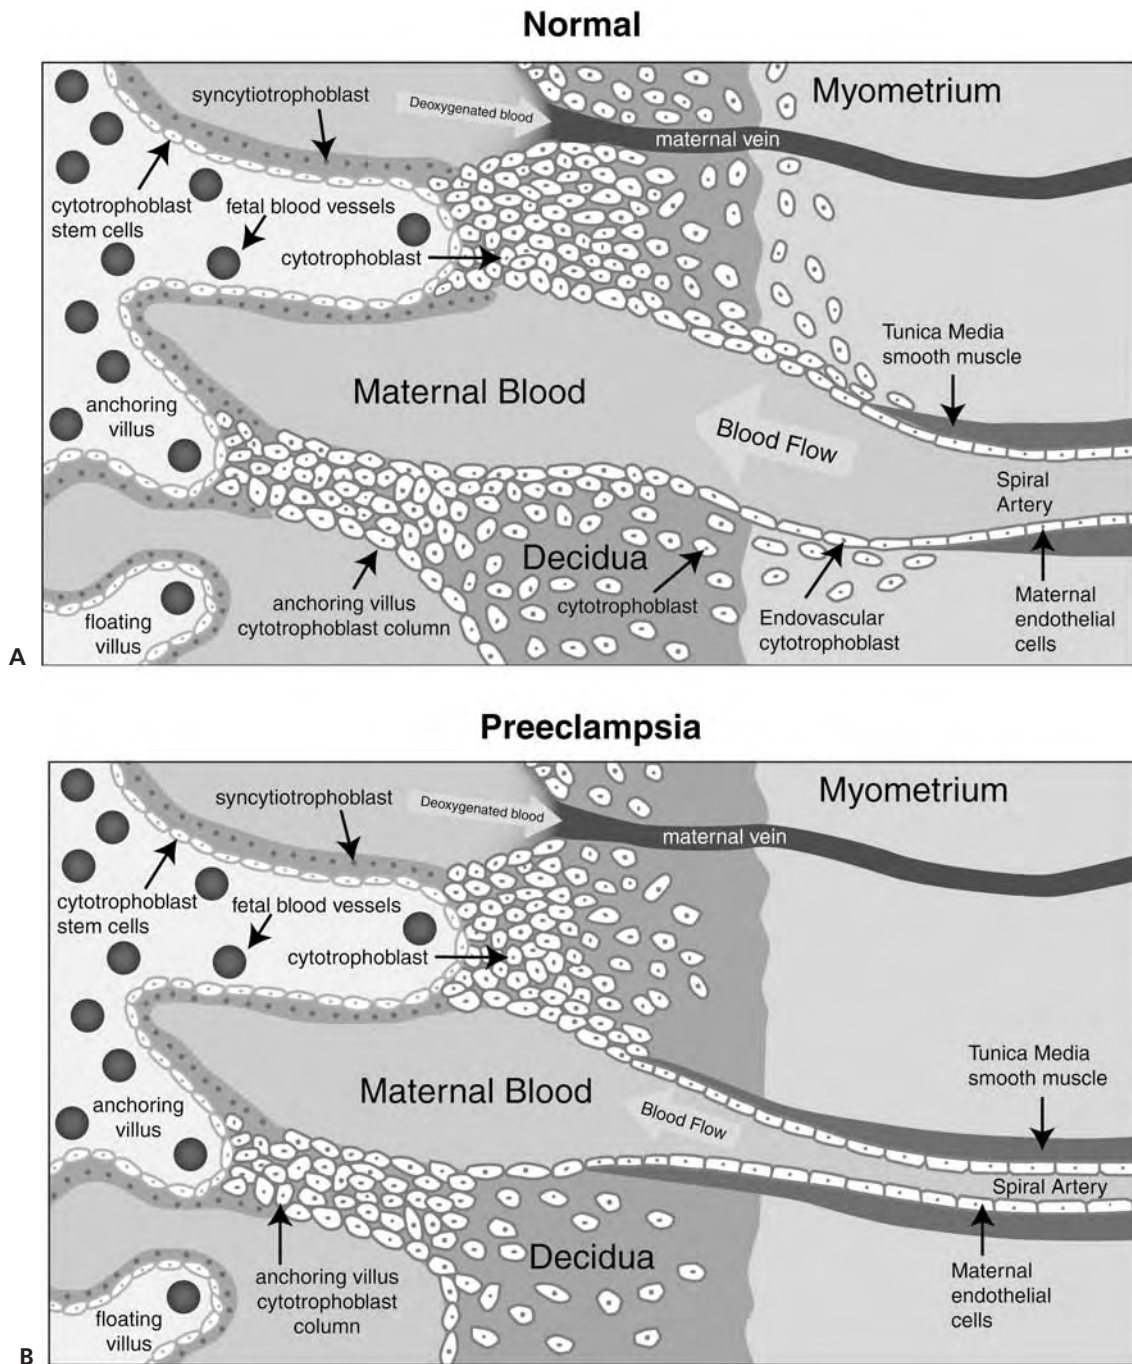 Normal
Myometrium
syncytiotrophoblast
Deoxygenated blood
maternal vein
cytotrophoblast
stem cells
fetal blood vessels
cytotrophoblast
Tunica Media
smooth muscle
Maternal Blood
anchoring
villus
Blood Flow
Spiral
Artery
Decidua
cytotrophoblast
anchoring villus
cytotrophoblast column
floating
villus
Endovascular
cytotrophoblast
Maternal
endothelial
cells
A
Preeclampsia
Myometrium
syncytiotrophoblast
Deoxygenated blood
maternal vein
cytotrophoblast
stem cells
fetal blood vessels
cytotrophoblast
Tunica Media
smooth muscle
Maternal Blood
anchoring
villus
Blood Flow
Spiral Artery
Decidua
anchoring villus
cytotrophoblast
column
floating
villus
Maternal
endothelial
cells
B